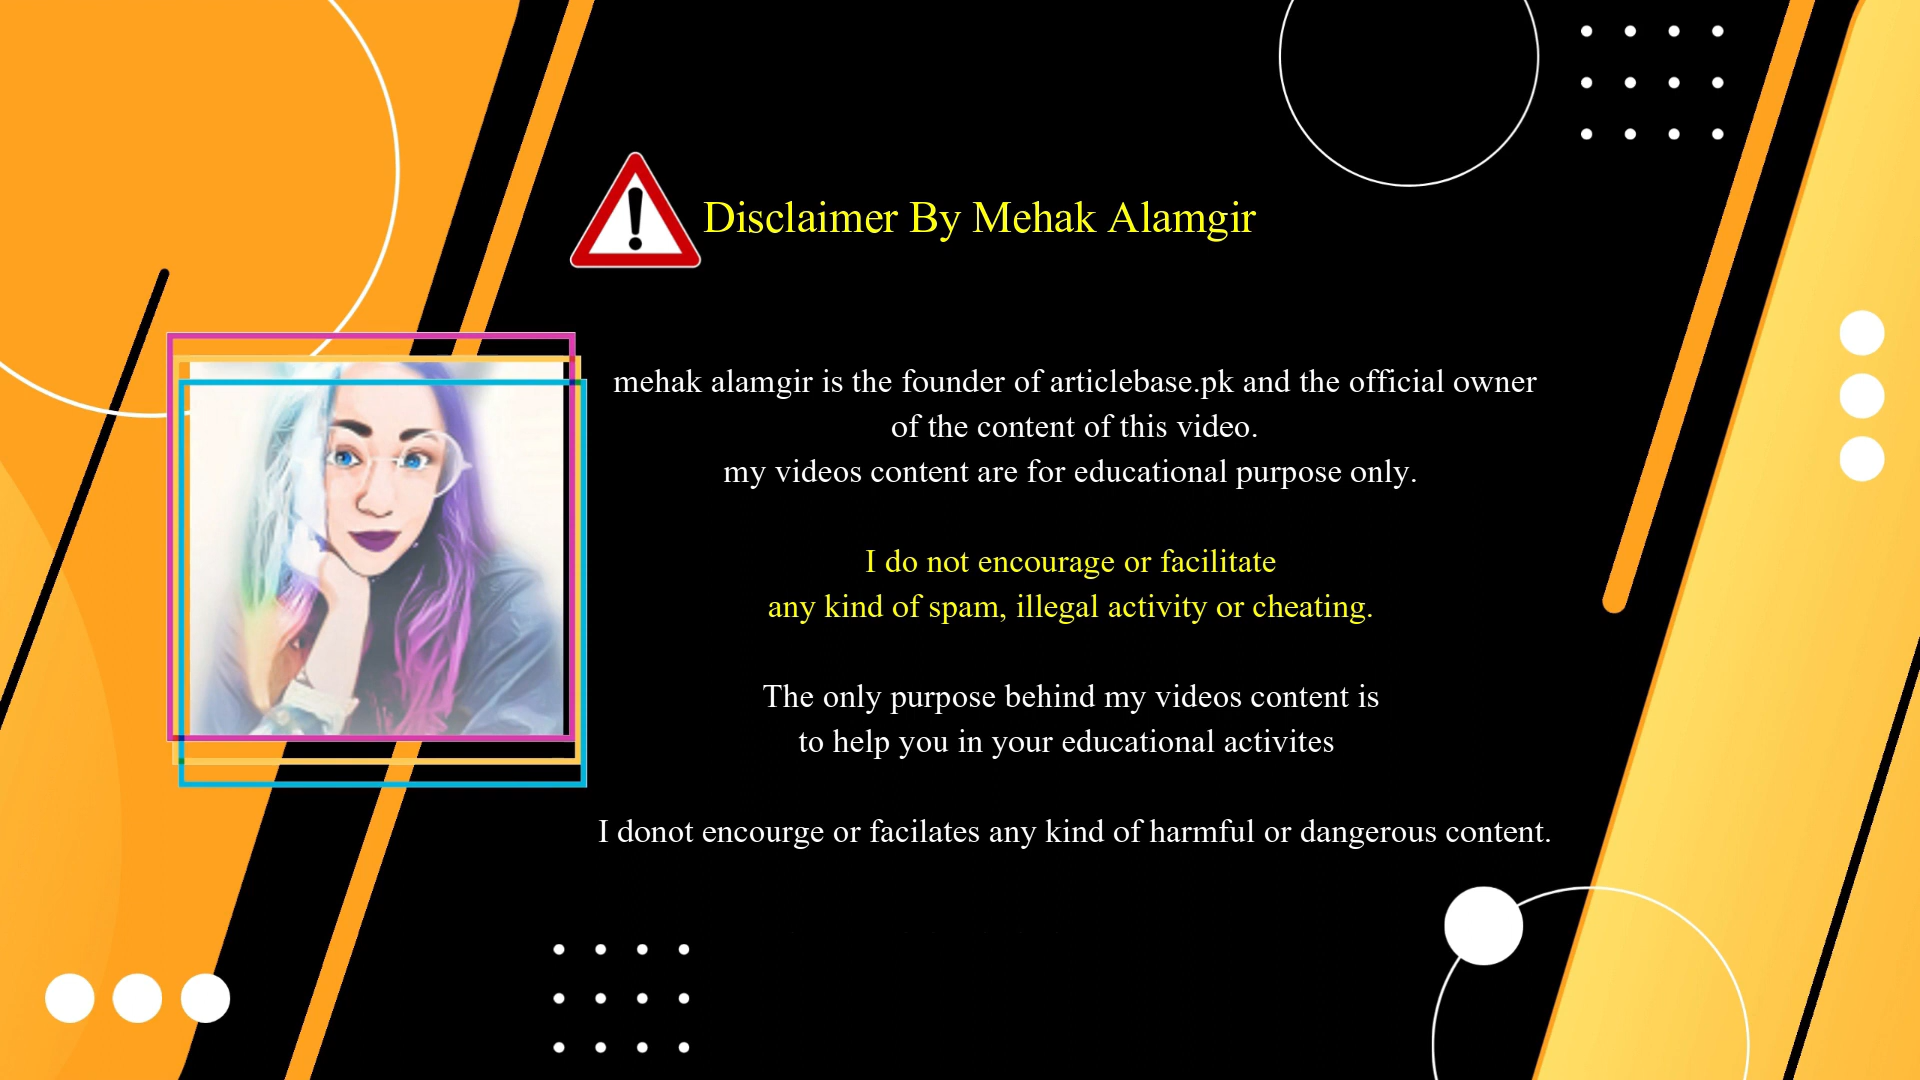 Disclaimer By Mehak Alamgir
mehak alamgir is the founder of articlebase.pk and the official owner
of the content of this video.
my videos content are for educational purpose only.
I do not encourage or facilitate
any kind of spam, illegal activity or cheating.
The only purpose behind my videos content is
to help you in your educational activites
I donot encourge or facilates any kind of harmful or dangerous content.